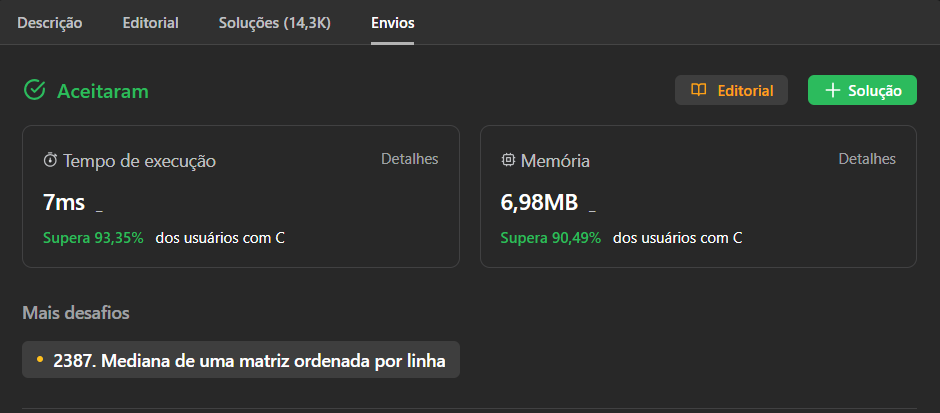 Descrição Editorial Soluções (14,3K) Envios
Aceitaram Editorial + Solução
Tempo de execução Detalhes
7ms _
Supera 93,35% dos usuários com C
Memória Detalhes
6,98MB _
Supera 90,49% dos usuários com C
Mais desafios
2387. Mediana de uma matriz ordenada por linha